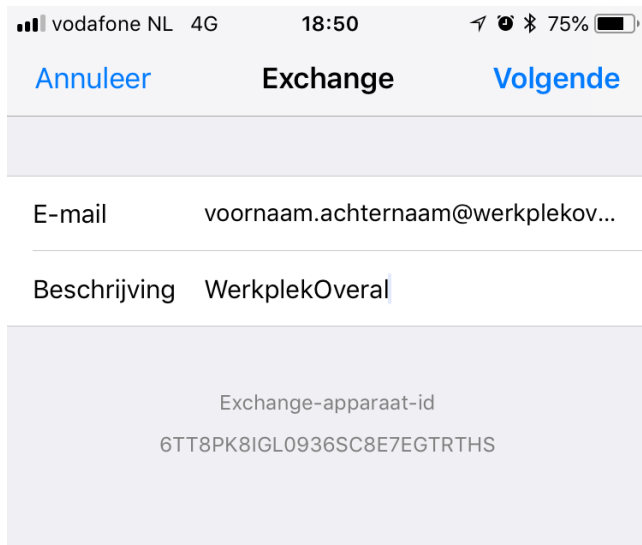 vodafone NL 4G 18:50 75%
Annuleer Exchange Volgende
E-mail voornaam.achternaam@werkplekov...
Beschrijving WerkplekOveral
Exchange-apparaat-id
6TT8PK8IGL0936SC8E7EGTRTHS